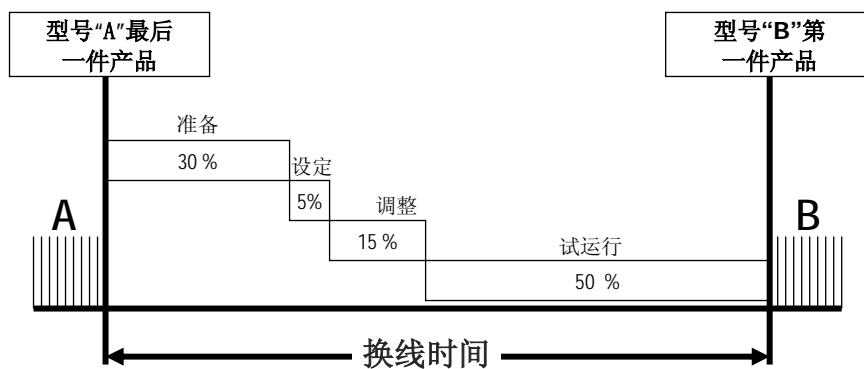 型号“A”最后
一件产品
型号“B”第
一件产品
准备
30 %
设定
5%
调整
15 %
试运行
50 %
A
B
换线时间